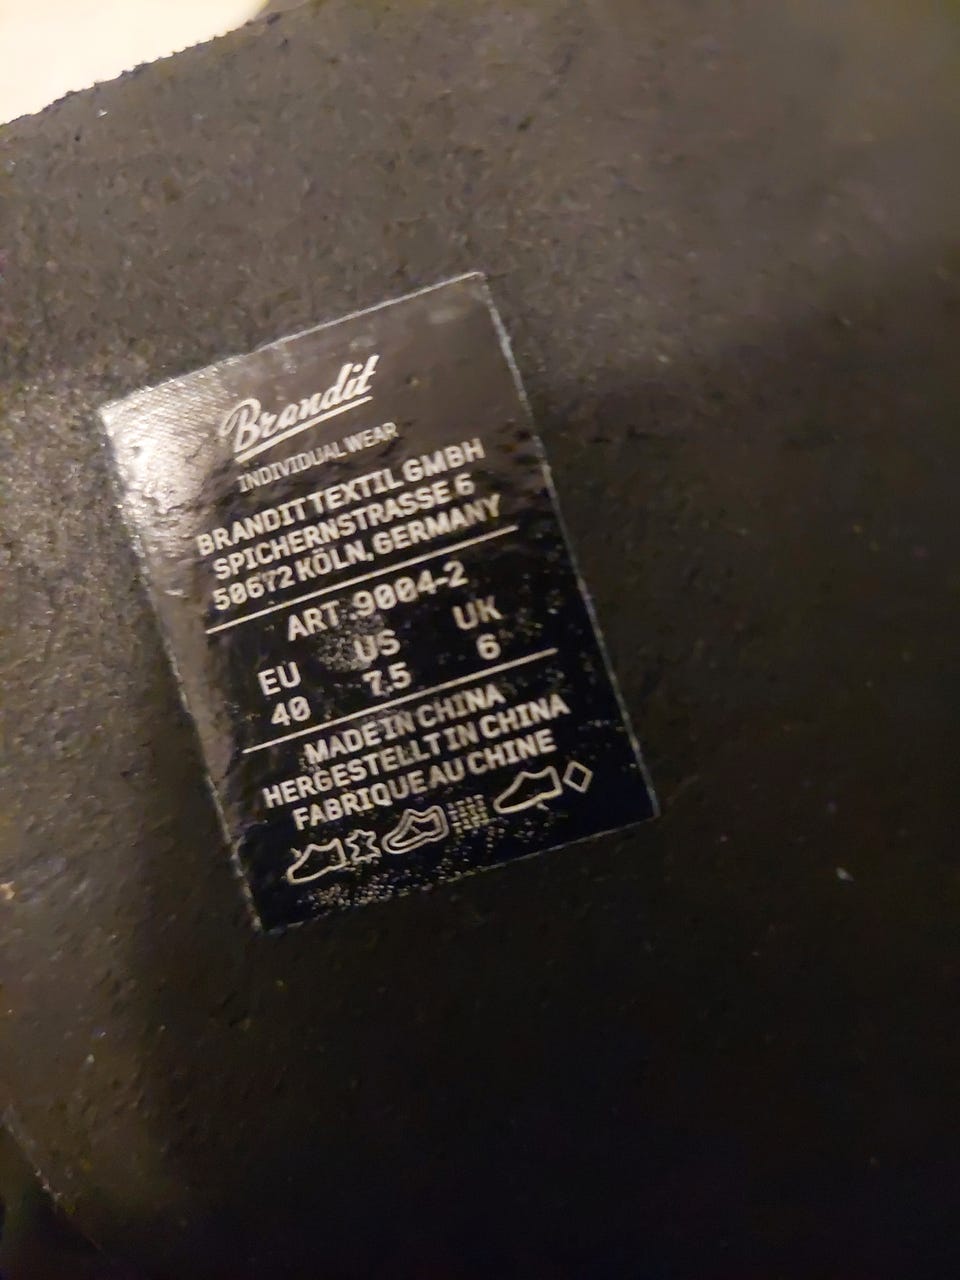 Brandit
INDIVIDUAL WEAR
BRANDIT TEXTIL GMBH
SPICHERNSTRASSE 6
50672 KÖLN, GERMANY
ART.9004-2
EU US UK
40 7.5 6
MADE IN CHINA
HERGESTELLT IN CHINA
FABRIQUE AU CHINE